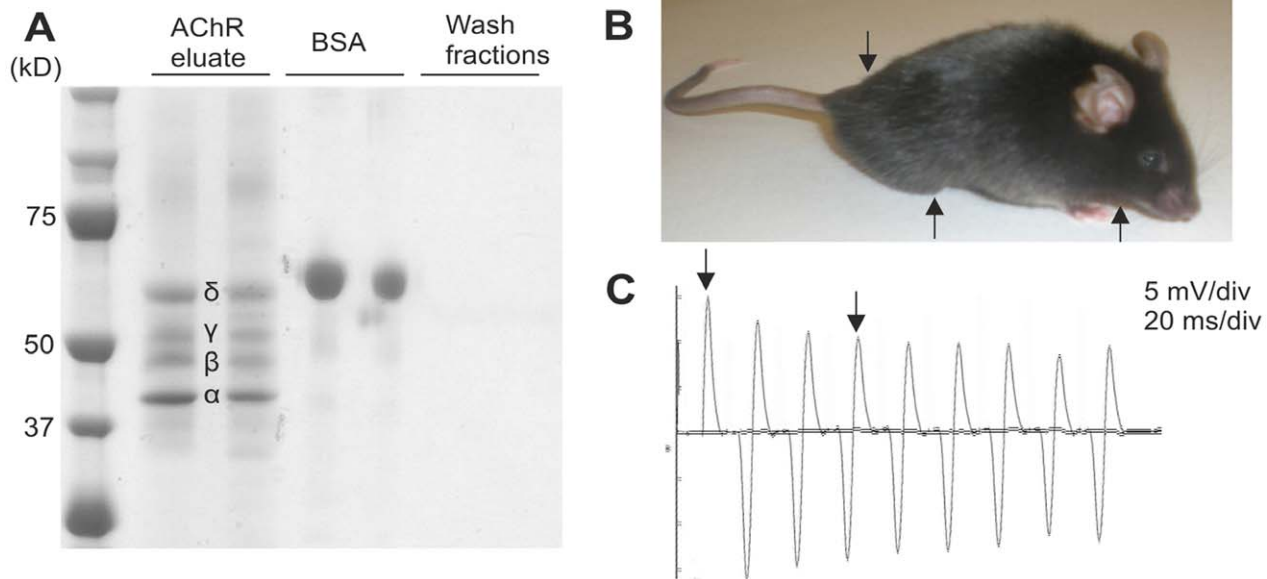 A
(kD)
AChR
eluate
BSA
Wash
fractions
75
50
37
δ
γ
β
α
B
C
5 mV/div
20 ms/div